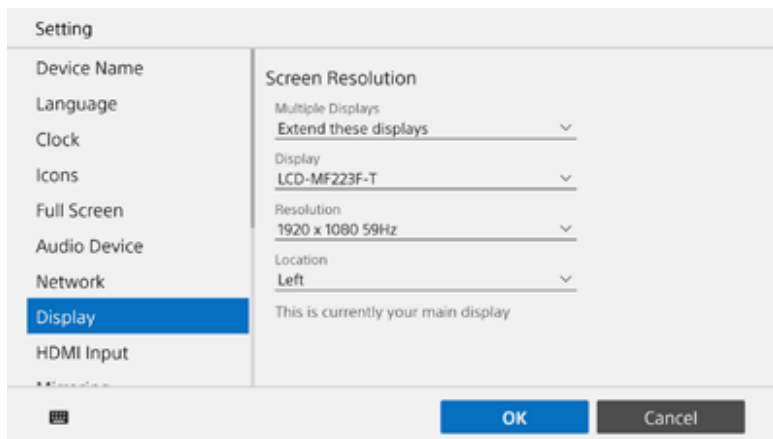 Setting
Device Name
Language
Clock
Icons
Full Screen
Audio Device
Network
Display
HDMI Input
Screen Resolution
Multiple Displays
Extend these displays
Display
LCD-MF223F-T
Resolution
1920 x 1080 59Hz
Location
Left
This is currently your main display
OK
Cancel